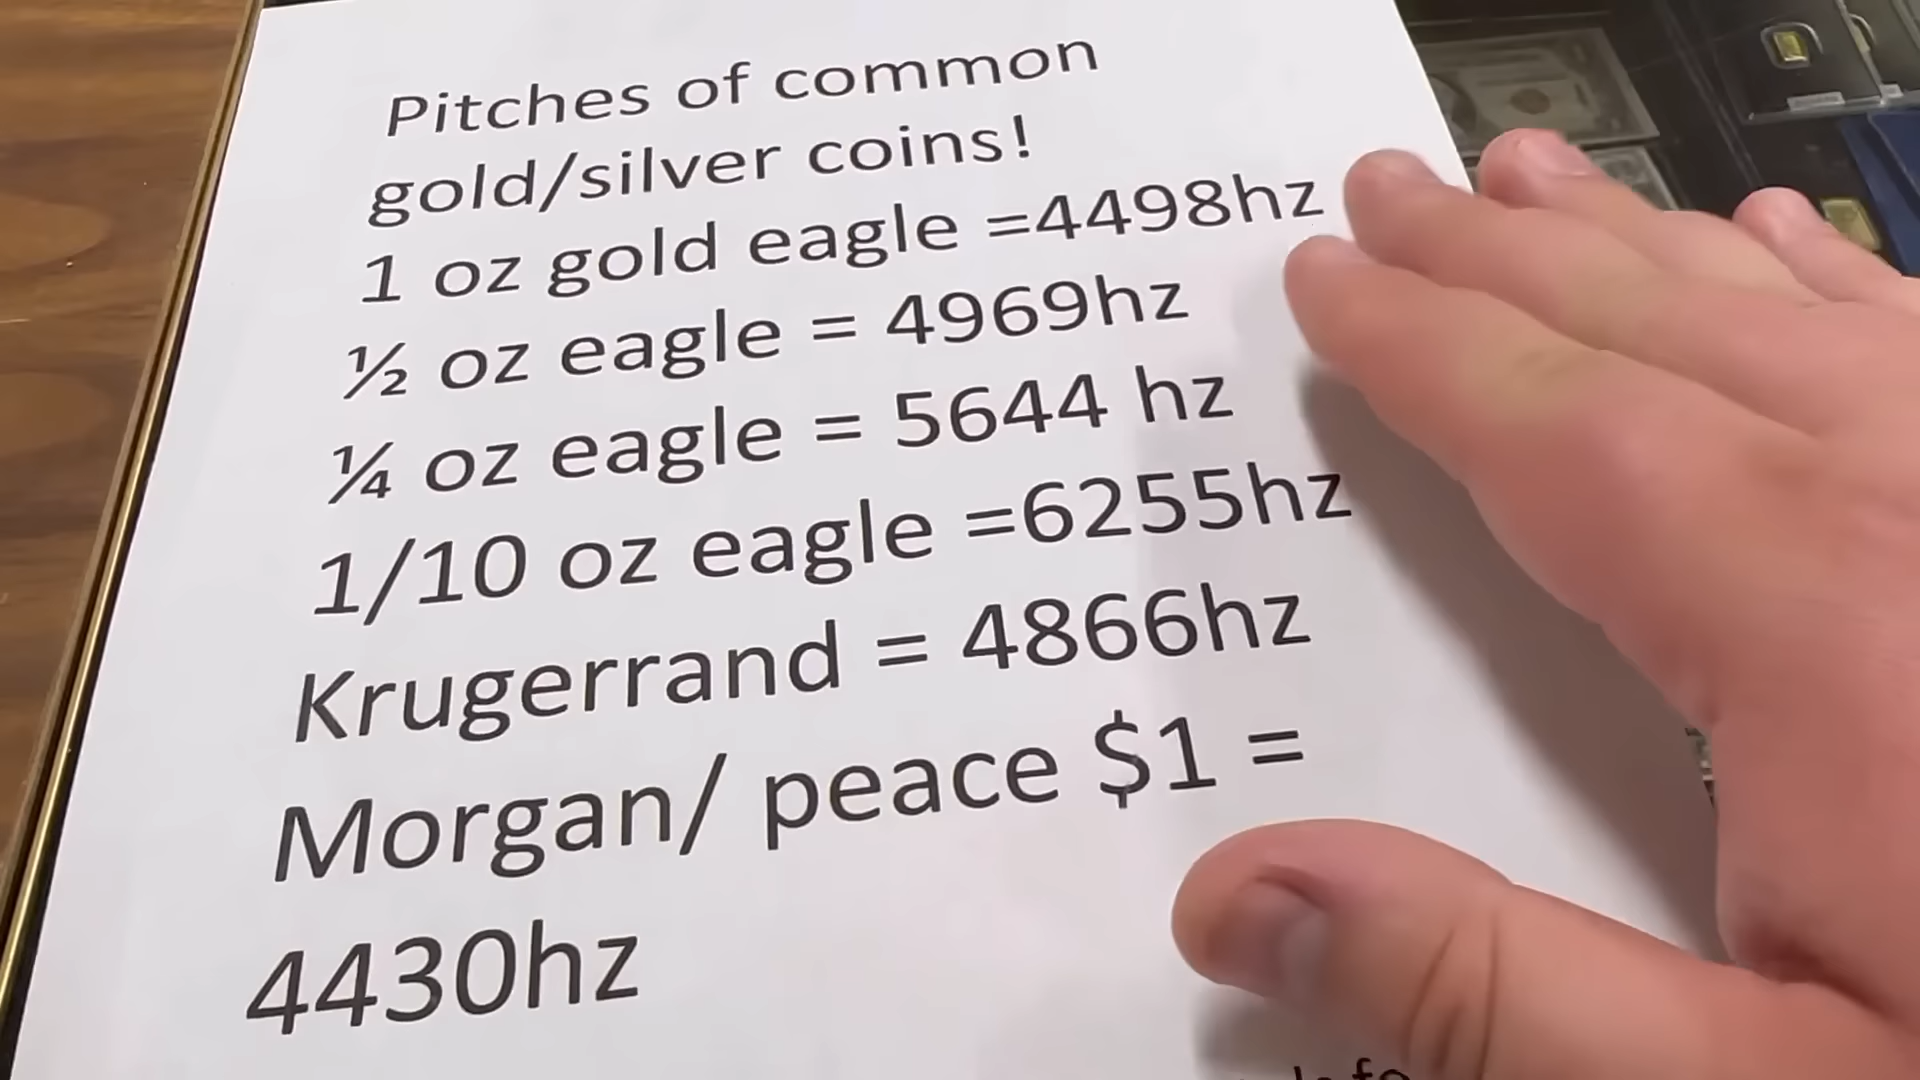 Pitches of common
gold/silver coins!
1 oz gold eagle =4498hz
½ oz eagle = 4969hz
¼ oz eagle = 5644 hz
1/10 oz eagle =6255hz
Krugerrand = 4866hz
Morgan/ peace $1 =
4430hz